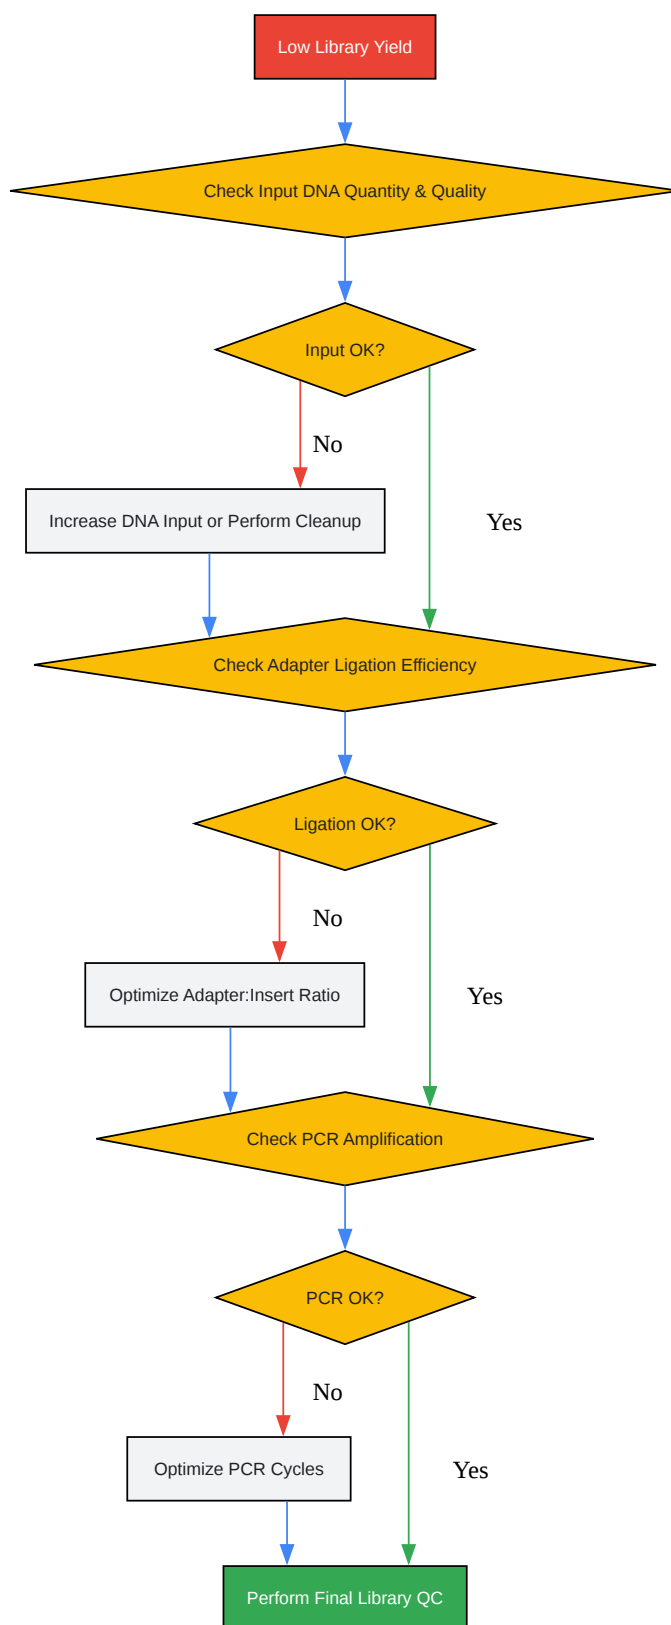 Low Library Yield
Check Input DNA Quantity & Quality
Input OK?
No
Increase DNA Input or Perform Cleanup
Yes
Check Adapter Ligation Efficiency
Ligation OK?
No
Optimize Adapter:Insert Ratio
Yes
Check PCR Amplification
PCR OK?
No
Optimize PCR Cycles
Yes
Perform Final Library QC